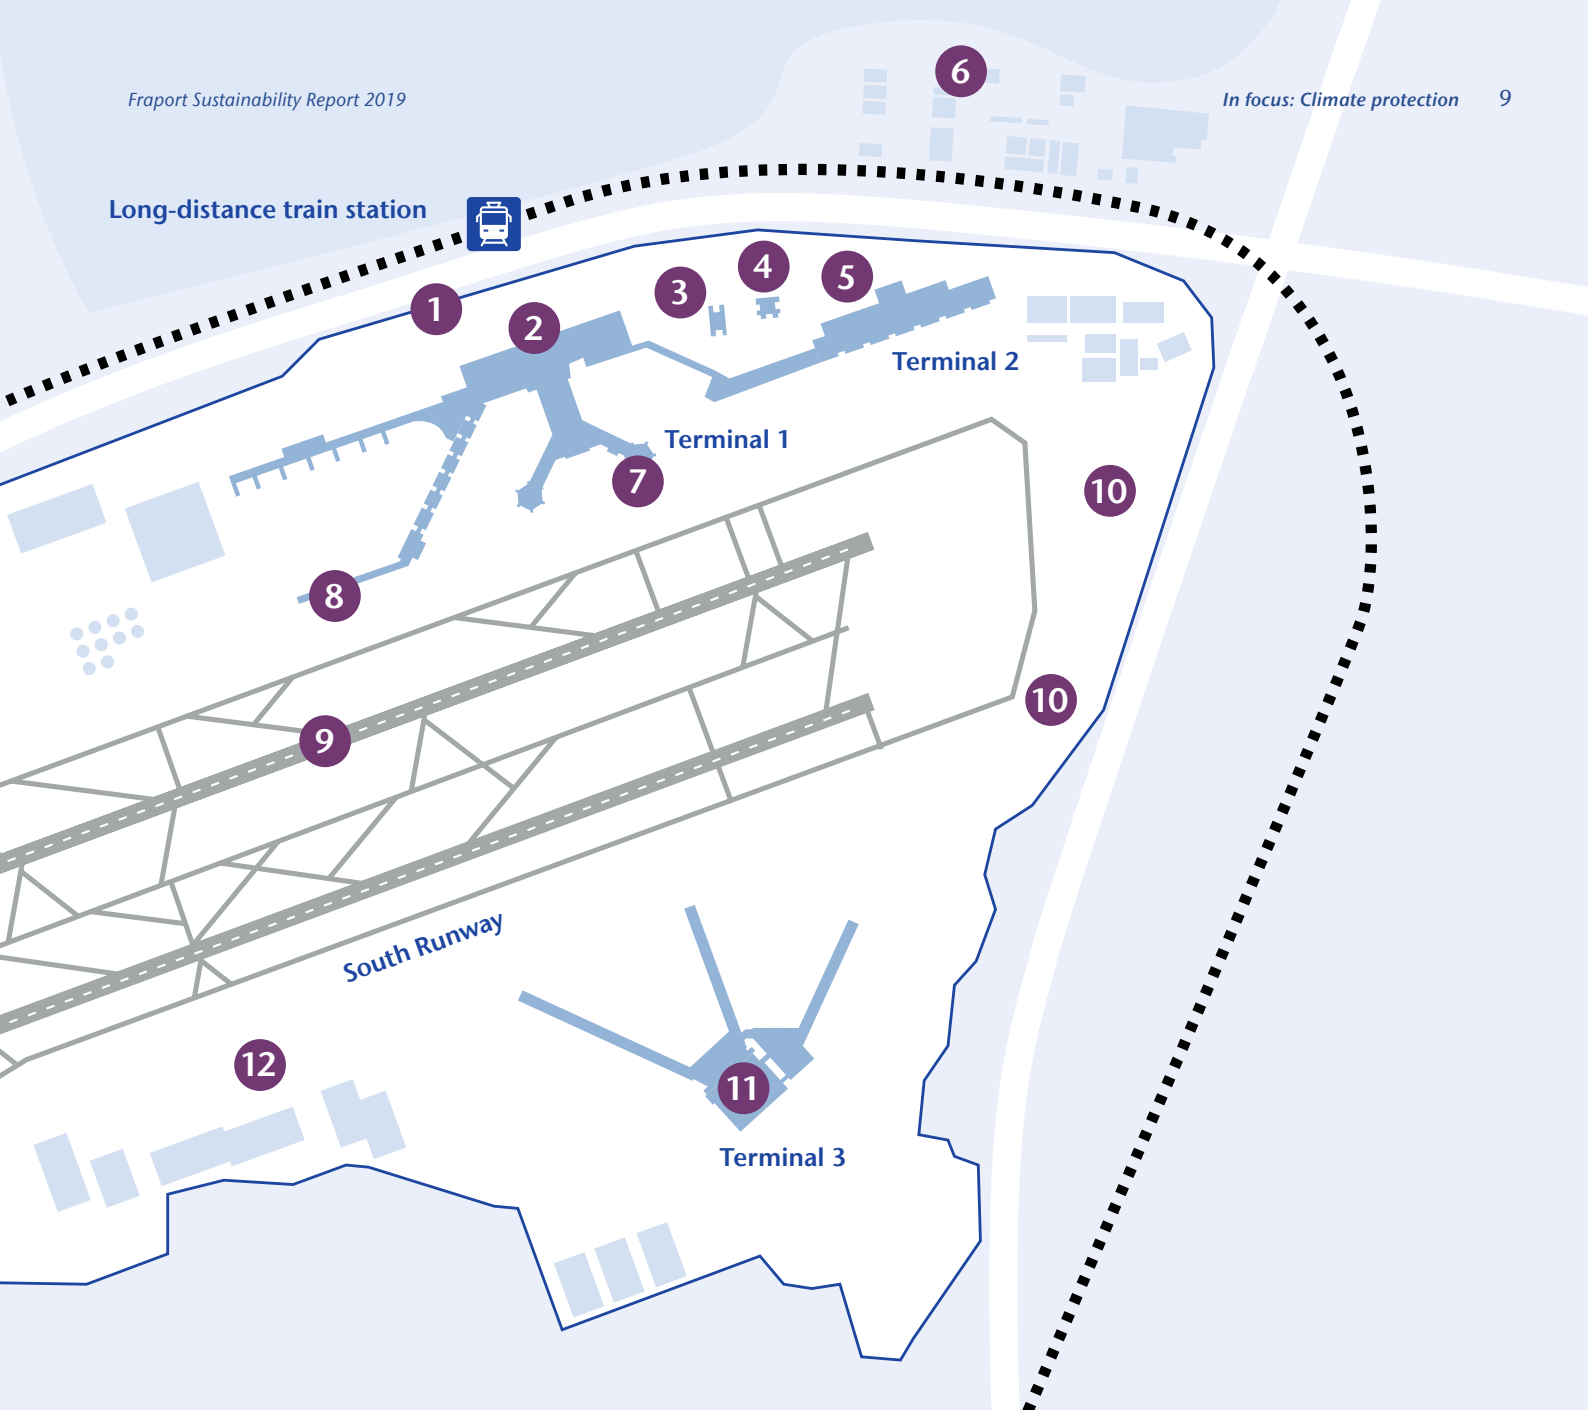 6
Fraport Sustainability Report 2019
In focus: Climate protection 9
Long-distance train station
4
5
3
1
2
Terminal 2
Terminal 1
7
10
8
10
9
South Runway
12
11
Terminal 3